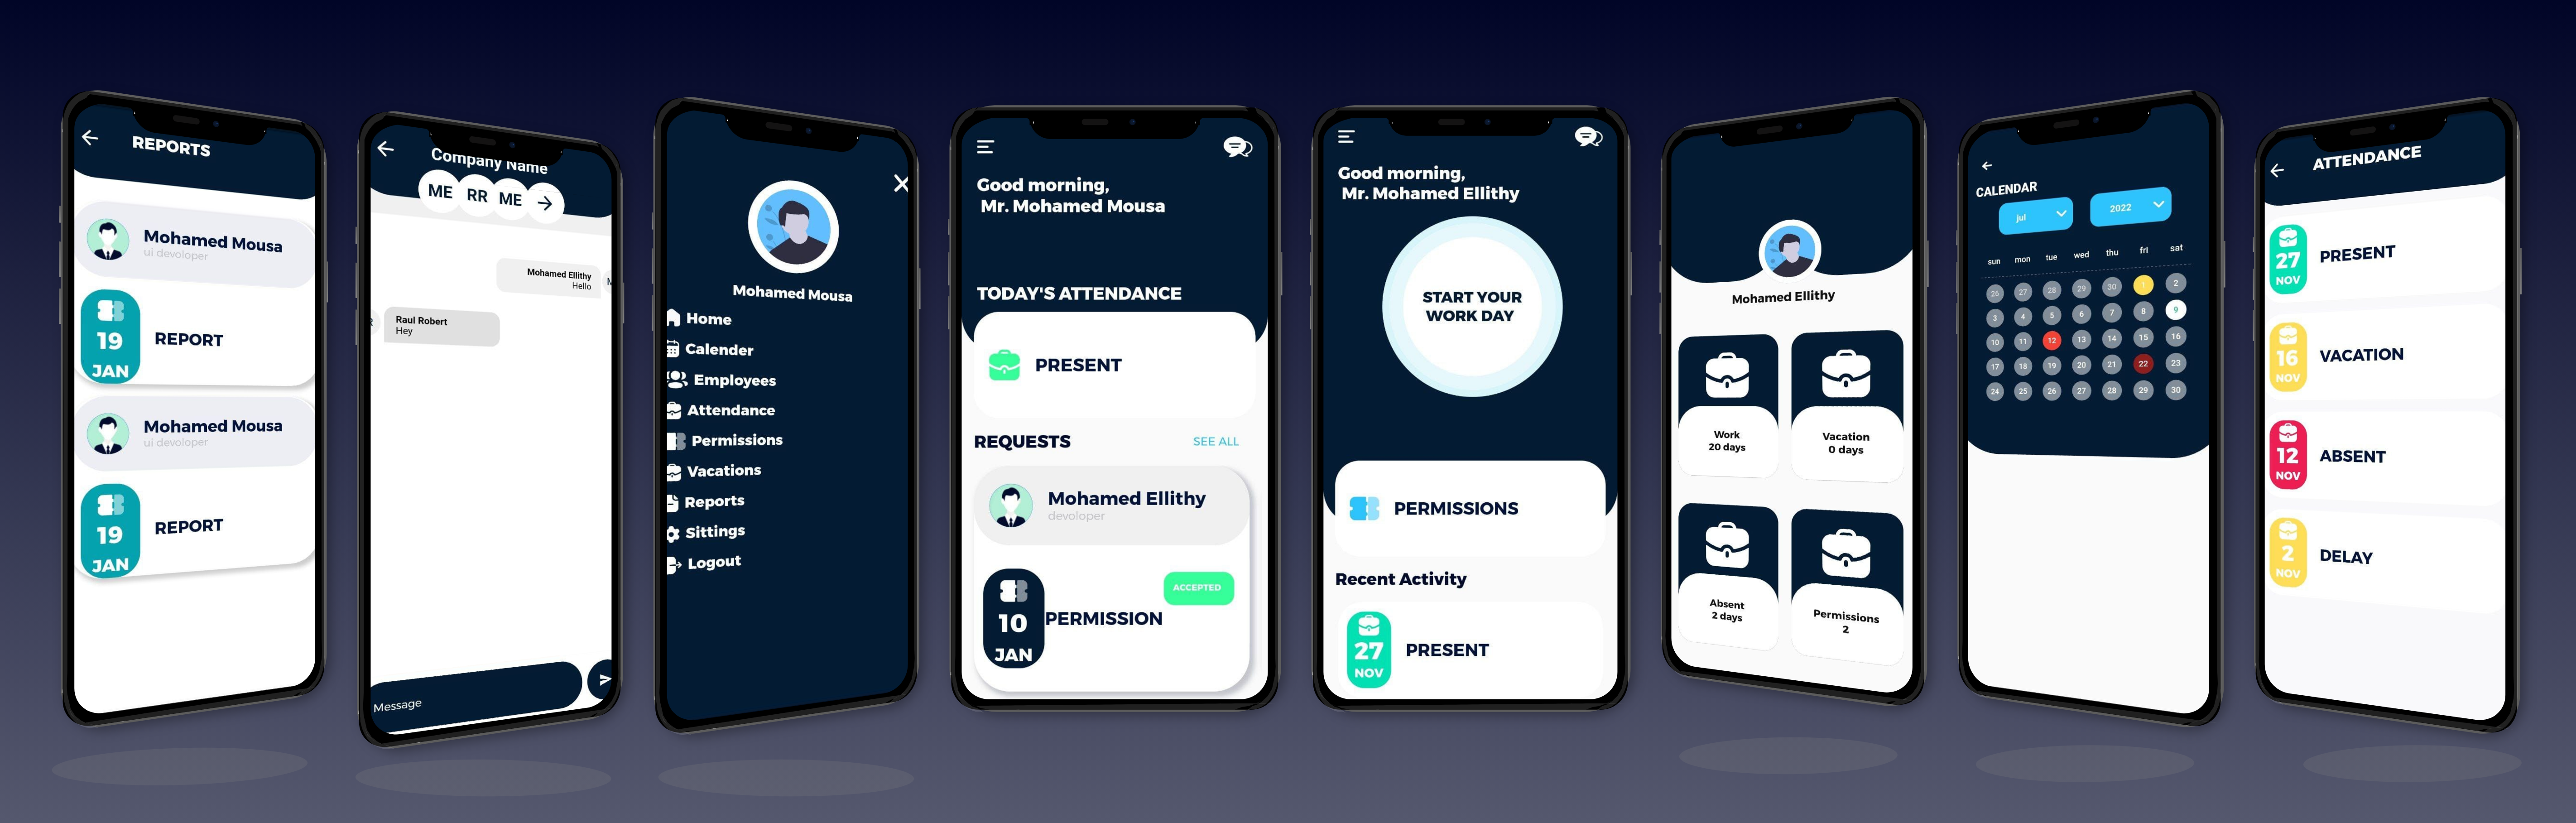 REPORTS
Mohamed Mousa
ui devoloper
19
JAN
REPORT
Mohamed Mousa
ui devoloper
19
JAN
REPORT
Company Name
ME RR ME
Mohamed Ellithy
Hello
M
R
Raul Robert
Hey
Message
Mohamed Mousa
Home
Calender
Employees
Attendance
Permissions
Vacations
Reports
Sittings
Logout
Good morning,
Mr. Mohamed Mousa
TODAY'S ATTENDANCE
PRESENT
REQUESTS SEE ALL
Mohamed Ellithy
devoloper
ACCEPTED
10
JAN
PERMISSION
Good morning,
Mr. Mohamed Ellithy
START YOUR
WORK DAY
PERMISSIONS
Recent Activity
27
NOV
PRESENT
Mohamed Ellithy
Work
20 days
Vacation
0 days
Absent
2 days
Permissions
2
CALENDAR
jul 2022
sun mon tue wed thu fri sat
26 27 28 29 30 1 2
3 4 5 6 7 8 9
10 11 12 13 14 15 16
17 18 19 20 21 22 23
24 25 26 27 28 29 30
ATTENDANCE
27
NOV
PRESENT
16
NOV
VACATION
12
NOV
ABSENT
2
NOV
DELAY